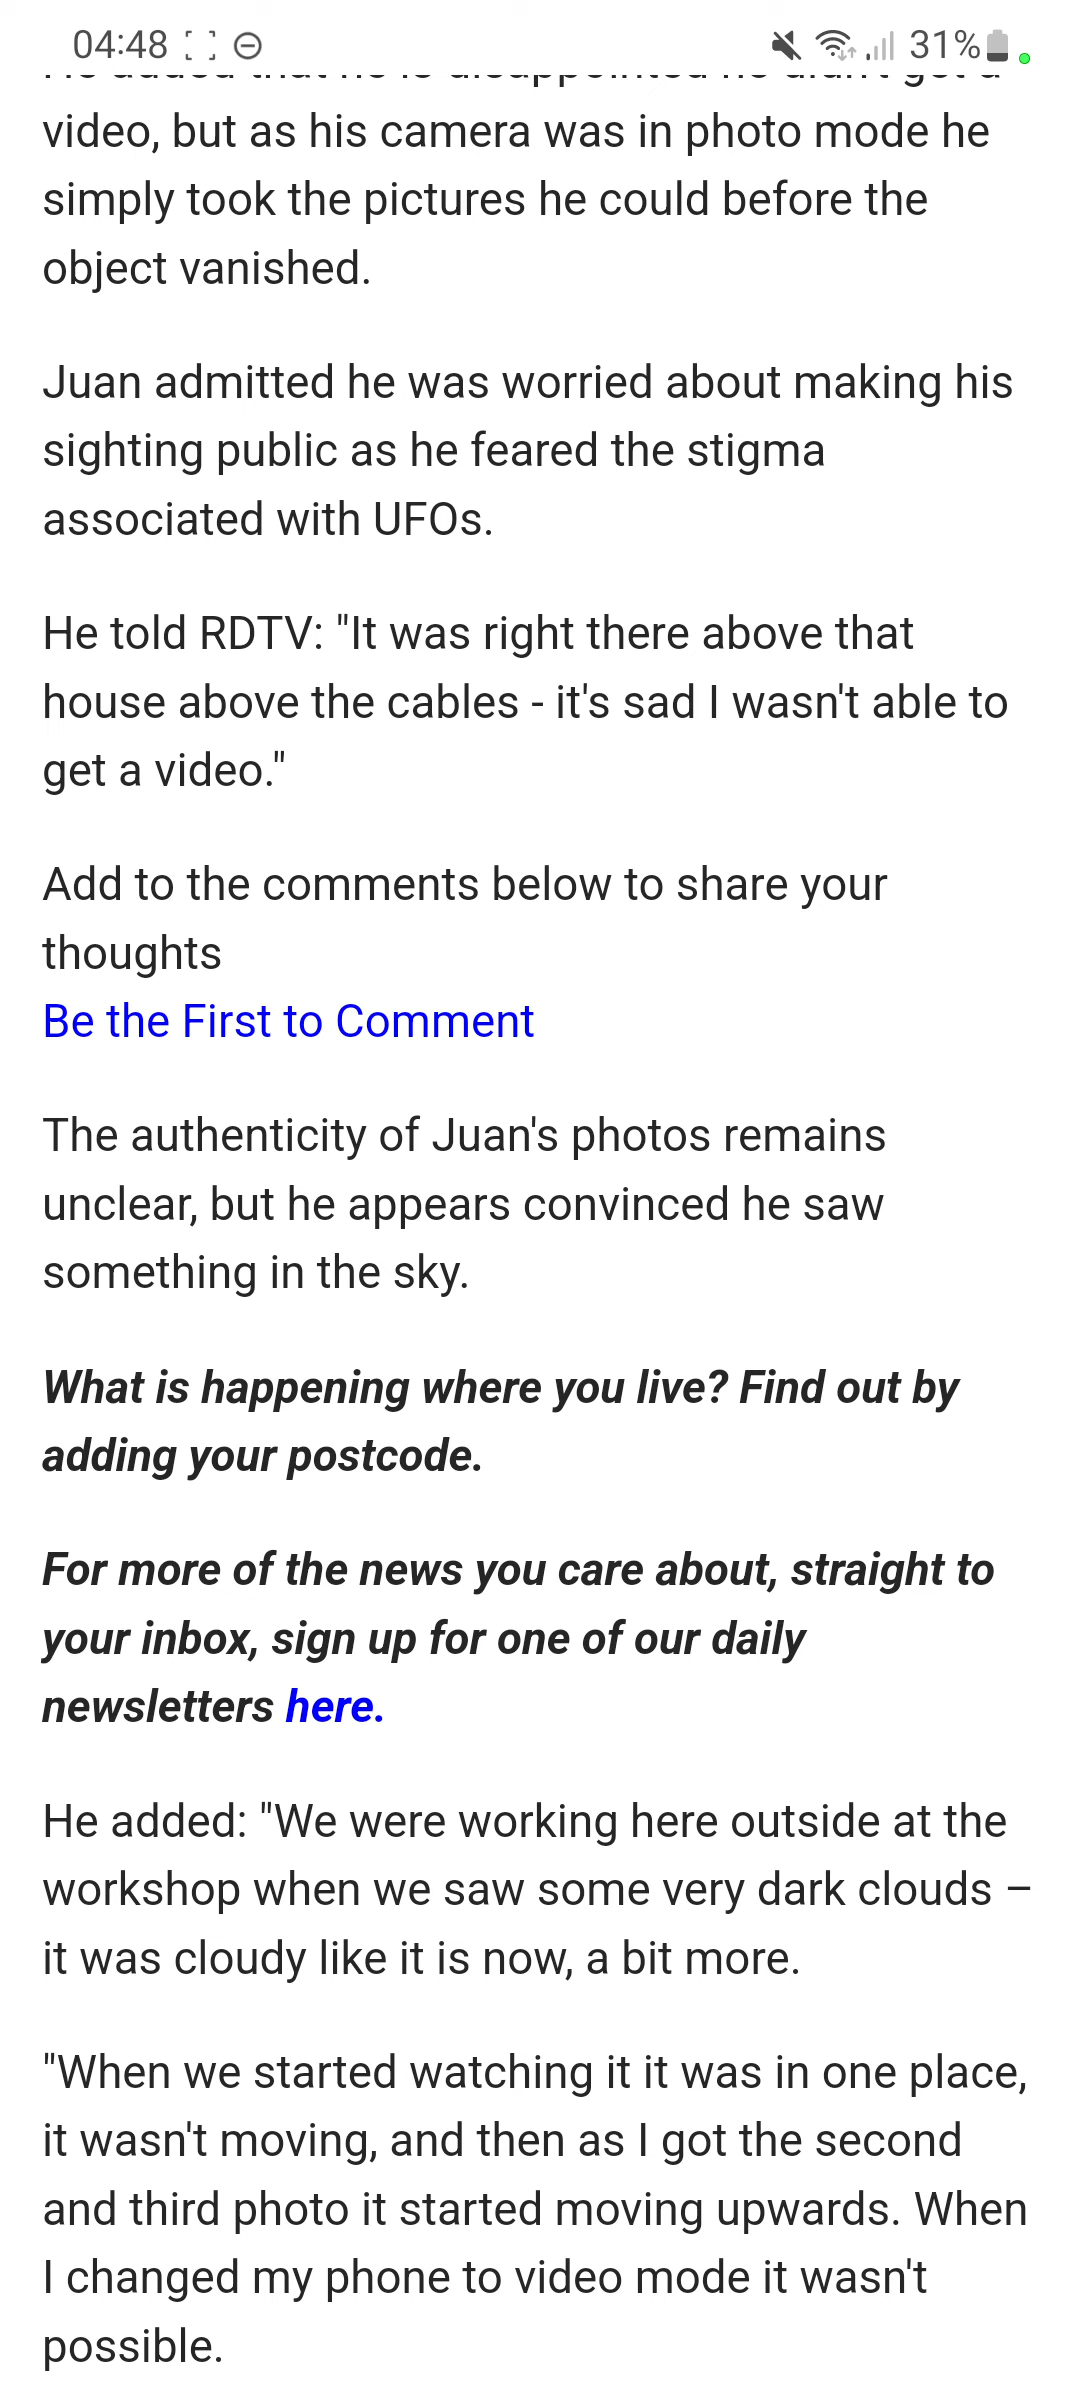 04:48
31%
video, but as his camera was in photo mode he
simply took the pictures he could before the
object vanished.
Juan admitted he was worried about making his
sighting public as he feared the stigma
associated with UFOs.
He told RDTV: "It was right there above that
house above the cables - it's sad I wasn't able to
get a video."
Add to the comments below to share your
thoughts
Be the First to Comment
The authenticity of Juan's photos remains
unclear, but he appears convinced he saw
something in the sky.
What is happening where you live? Find out by
adding your postcode.
For more of the news you care about, straight to
your inbox, sign up for one of our daily
newsletters here.
He added: "We were working here outside at the
workshop when we saw some very dark clouds –
it was cloudy like it is now, a bit more.
"When we started watching it it was in one place,
it wasn't moving, and then as I got the second
and third photo it started moving upwards. When
I changed my phone to video mode it wasn't
possible.